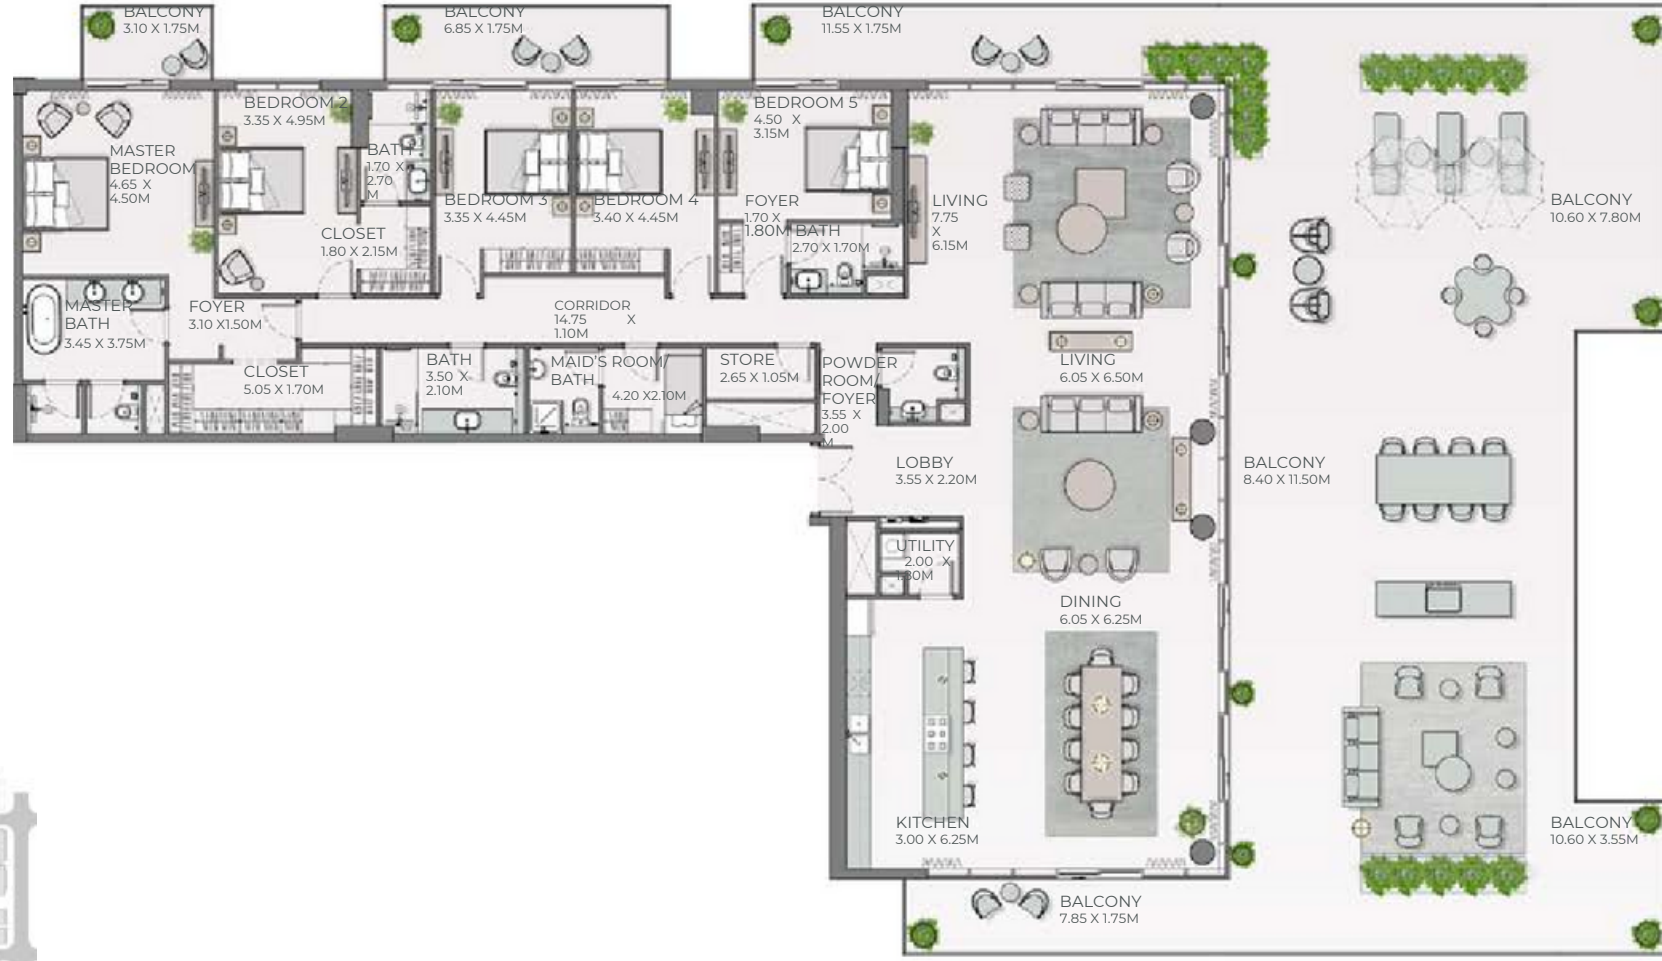 BALCONY
3.10 X 1.75M
BALCONY
6.85 X 1.75M
BALCONY
11.55 X 1.75M
MASTER
BEDROOM
4.65 X
4.50M
BEDROOM 2
3.35 X 4.95M
BATH
1.70 X
2.70
M
CLOSET
1.80 X 2.15M
BEDROOM 3
3.35 X 4.45M
BEDROOM 4
3.40 X 4.45M
BEDROOM 5
4.50 X
3.15M
FOYER
1.70 X
1.80M
BATH
2.70 X 1.70M
LIVING
7.75
X
6.15M
BALCONY
10.60 X 7.80M
MASTER
BATH
3.45 X 3.75M
FOYER
3.10 X1.50M
CORRIDOR
14.75 X
1.10M
CLOSET
5.05 X 1.70M
BATH
3.50 X
2.10M
MAID'S ROOM/
BATH
4.20 X2.10M
STORE
2.65 X 1.05M
POWDER
ROOM/
FOYER
3.55 X
2.00
M
LIVING
6.05 X 6.50M
LOBBY
3.55 X 2.20M
BALCONY
8.40 X 11.50M
UTILITY
2.00 X
1.80M
DINING
6.05 X 6.25M
KITCHEN
3.00 X 6.25M
BALCONY
10.60 X 3.55M
BALCONY
7.85 X 1.75M